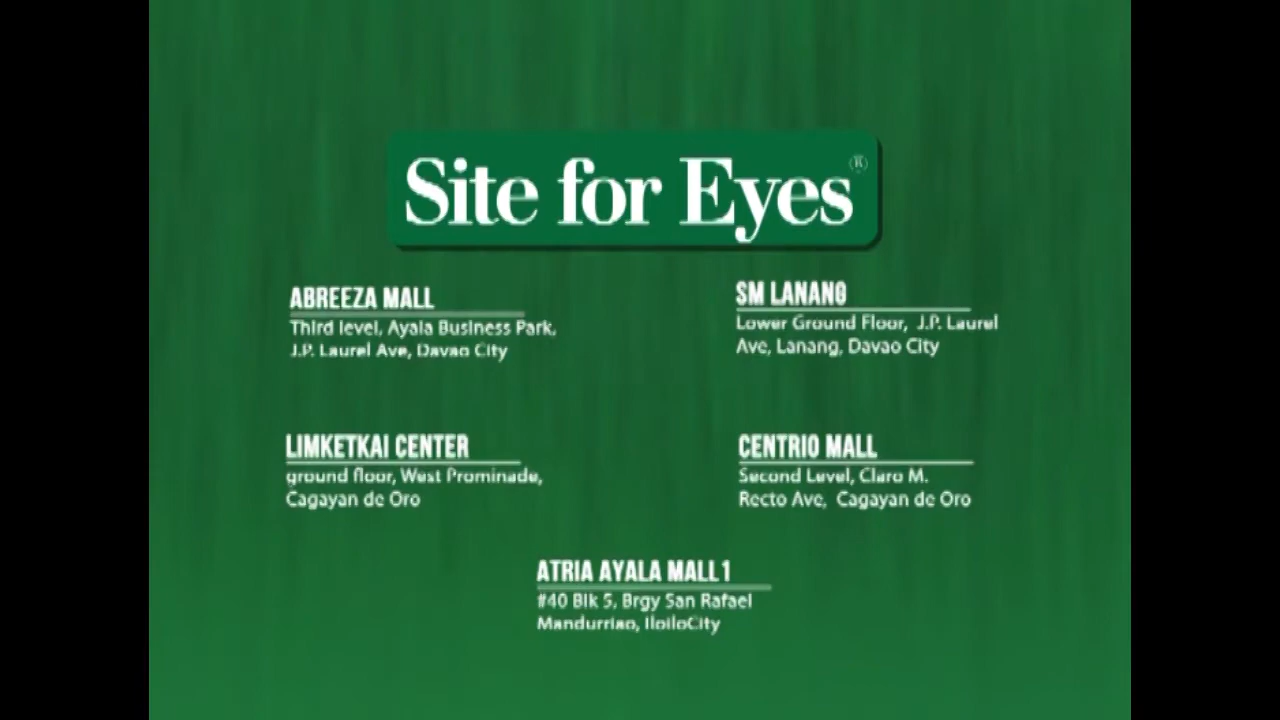 Site for Eyes®
ABREEZA MALL
Third level, Ayala Business Park,
J.P. Laurel Ave, Davao City
SM LANANG
Lower Ground Floor, J.P. Laurel
Ave, Lanang, Davao City
LIMKETKAI CENTER
ground floor, West Prominade,
Cagayan de Oro
CENTRIO MALL
Second Level, Claro M.
Recto Ave, Cagayan de Oro
ATRIA AYALA MALL 1
#40 Blk 5, Brgy San Rafael
Mandurriao, IloiloCity